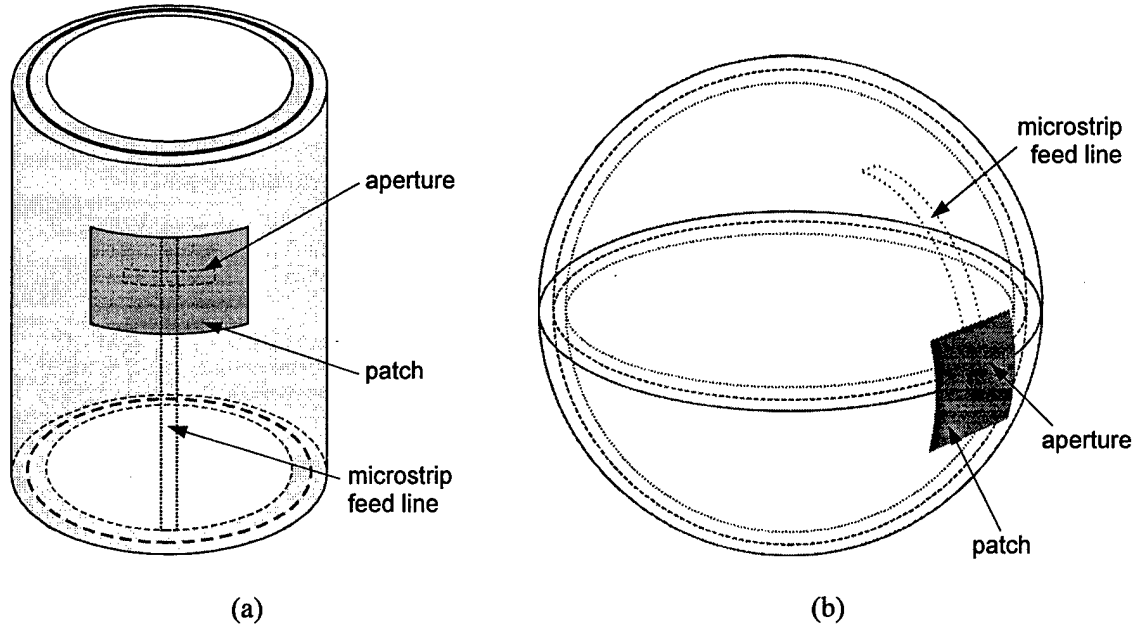 aperture
patch
microstrip
feed line
(a)
microstrip
feed line
aperture
patch
(b)